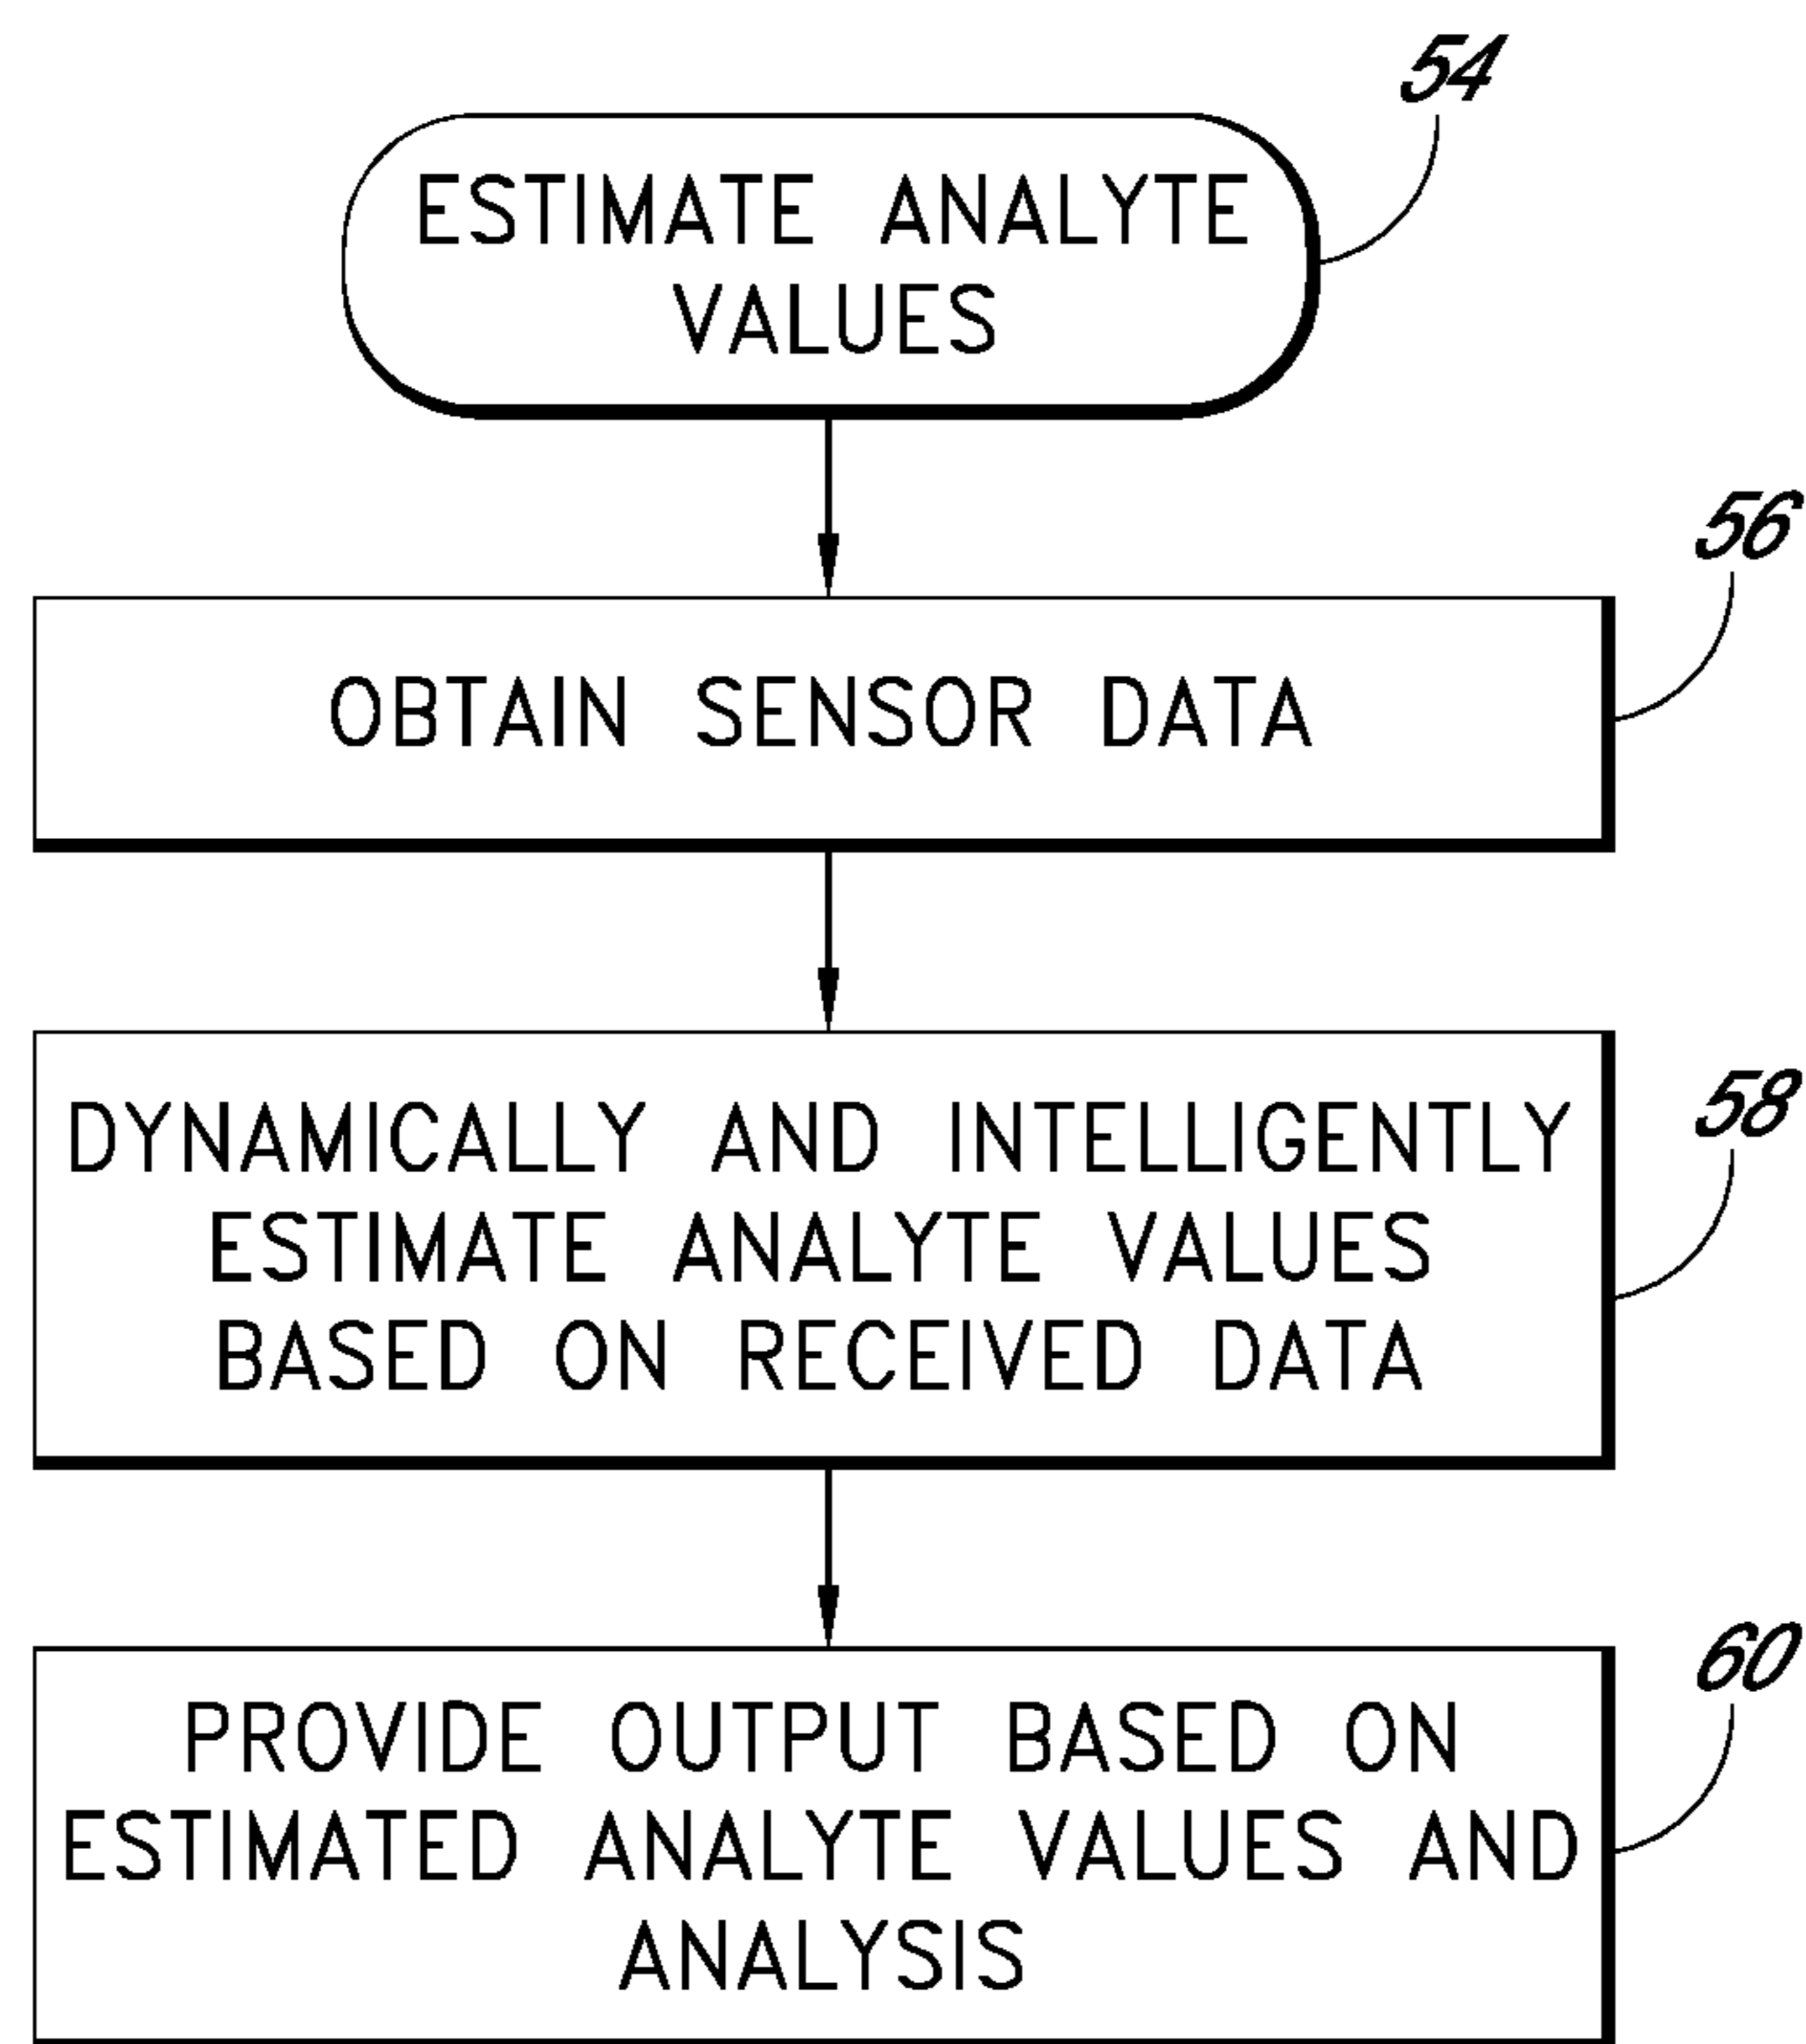 54
ESTIMATE ANALYTE
VALUES
56
OBTAIN SENSOR DATA
58
DYNAMICALLY AND INTELLIGENTLY
ESTIMATE ANALYTE VALUES
BASED ON RECEIVED DATA
60
PROVIDE OUTPUT BASED ON
ESTIMATED ANALYTE VALUES AND
ANALYSIS